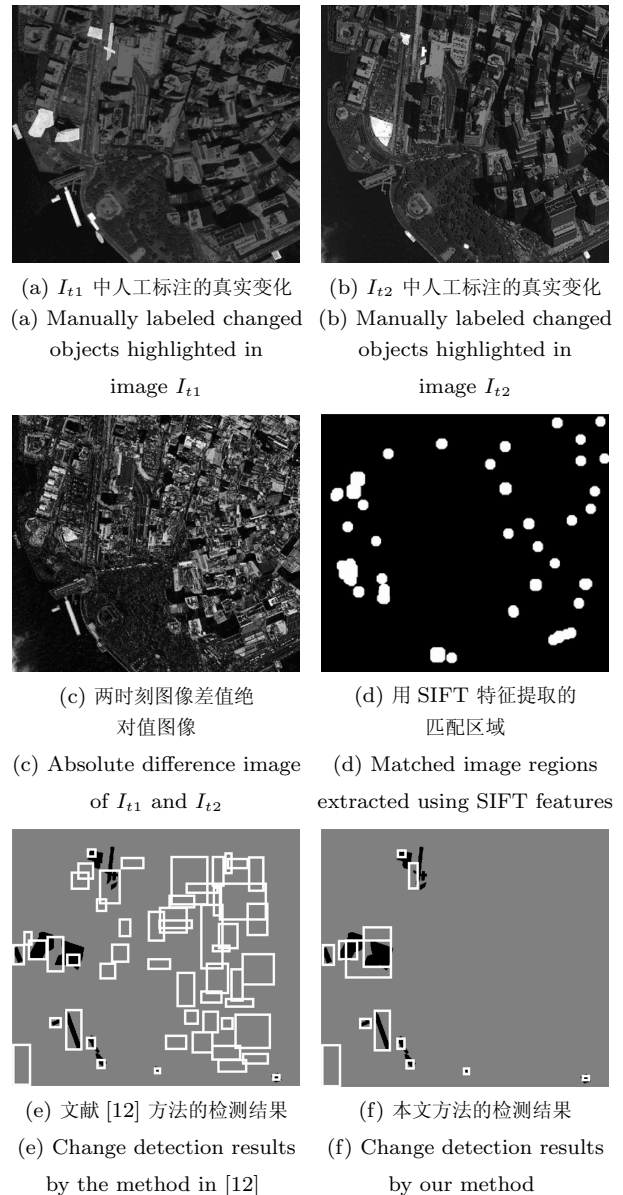 (a) I_{t1} 中人工标注的真实变化
(a) Manually labeled changed
objects highlighted in
image I_{t1}
(b) I_{t2} 中人工标注的真实变化
(b) Manually labeled changed
objects highlighted in
image I_{t2}
(c) 两时刻图像差值绝
对值图像
(c) Absolute difference image
of I_{t1} and I_{t2}
(d) 用 SIFT 特征提取的
匹配区域
(d) Matched image regions
extracted using SIFT features
(e) 文献 [12] 方法的检测结果
(e) Change detection results
by the method in [12]
(f) 本文方法的检测结果
(f) Change detection results
by our method